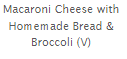 Macaroni Cheese with
Homemade Bread &
Broccoli (V)